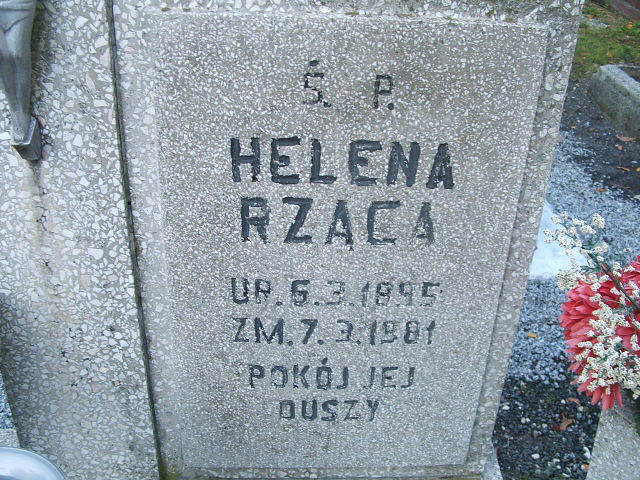 Ś. P.
HELENA
RZĄCA
UR. 6.3.1895
ZM. 7.3.1981
POKÓJ JEJ
DUSZY